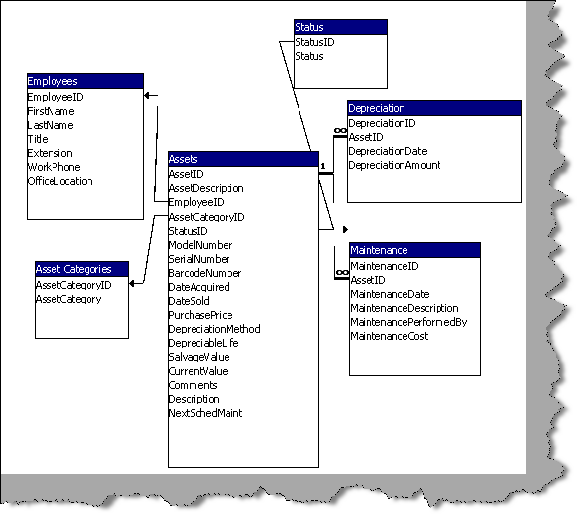 Status
StatusID
Status
Employees
EmployeeID
FirstName
LastName
Title
Extension
WorkPhone
OfficeLocation
Depreciation
DepreciationID
AssetID
DepreciationDate
DepreciationAmount
Assets
AssetID
AssetDescription
EmployeeID
AssetCategoryID
StatusID
ModelNumber
SerialNumber
BarcodeNumber
DateAcquired
DateSold
PurchasePrice
DepreciationMethod
DepreciableLife
SalvageValue
CurrentValue
Comments
Description
NextSchedMaint
1
∞
∞
Asset Categories
AssetCategoryID
AssetCategory
Maintenance
MaintenanceID
AssetID
MaintenanceDate
MaintenanceDescription
MaintenancePerformedBy
MaintenanceCost